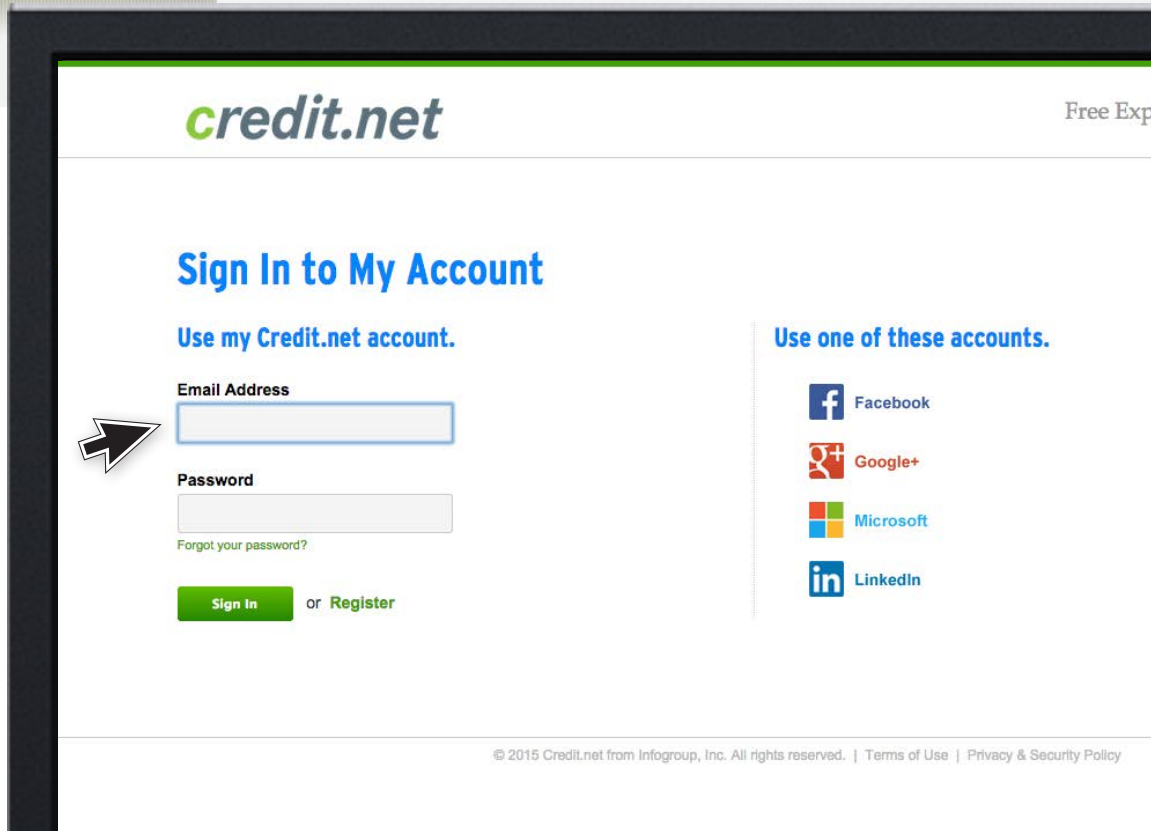 credit.net
Free Exp
Sign In to My Account
Use my Credit.net account.
Use one of these accounts.
Email Address
Facebook
Google+
Password
Microsoft
Forgot your password?
LinkedIn
Sign In or Register
© 2015 Credit.net from Infogroup, Inc. All rights reserved. | Terms of Use | Privacy & Security Policy